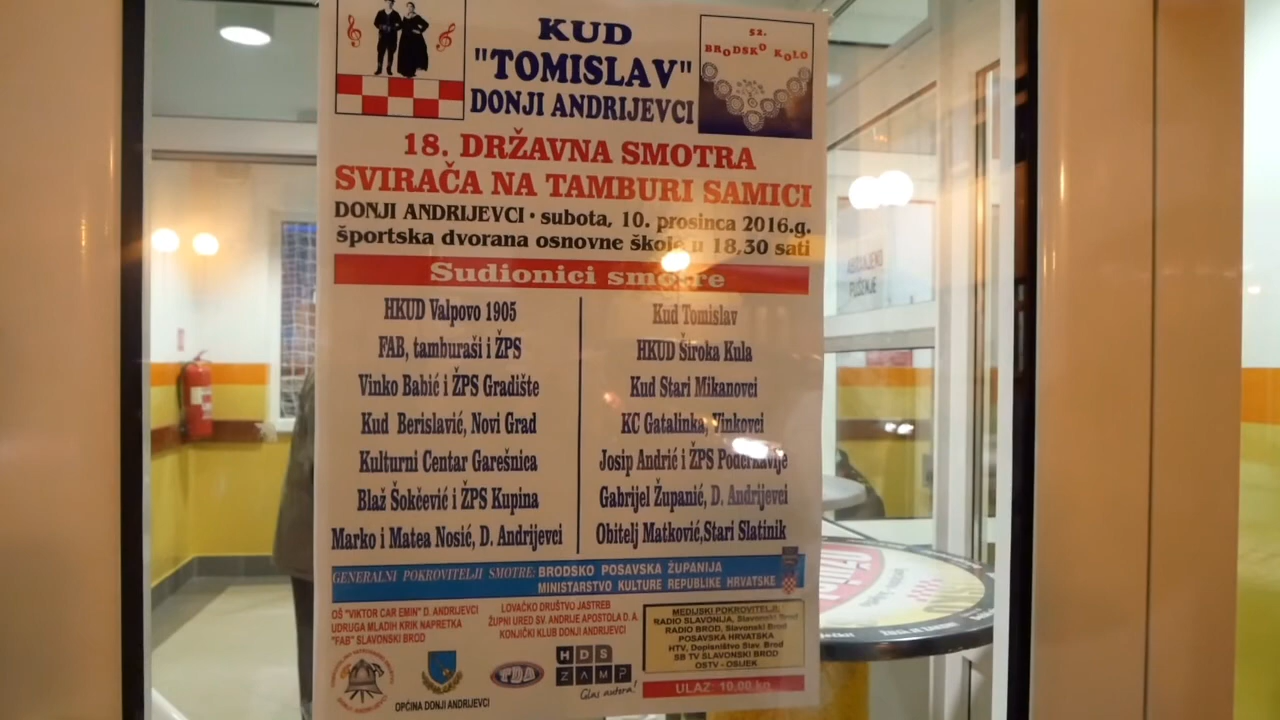 KUD
"TOMISLAV"
DONJI ANDRIJEVCI
52.
BRODSKO KOLO
18. DRŽAVNA SMOTRA
SVIRAČA NA TAMBURI SAMICI
DONJI ANDRIJEVCI • subota, 10. prosinca 2016.g.
športska dvorana osnovne škole u 18,30 sati
Sudionici smotre
HKUD Valpovo 1905
FAB, tamburaši i ŽPS
Vinko Babić i ŽPS Gradište
Kud Berislavić, Novi Grad
Kulturni Centar Garešnica
Blaž Šokčević i ŽPS Kupina
Marko i Matea Nosić, D. Andrijevci
Kud Tomislav
HKUD Široka Kula
Kud Stari Mikanovci
KC Gatalinka, Vinkovci
Josip Andrić i ŽPS Poderkavlje
Gabrijel Županić, D. Andrijevci
Obitelj Matković,Stari Slatinik
GENERALNI POKROVITELJI SMOTRE: BRODSKO POSAVSKA ŽUPANIJA
MINISTARSTVO KULTURE REPUBLIKE HRVATSKE
OŠ "VIKTOR CAR EMIN" D. ANDRIJEVCI
UDRUGA MLADIH KRIK NAPRETKA
"FAB" SLAVONSKI BROD
LOVAČKO DRUŠTVO JASTREB
ŽUPNI URED SV. ANDRIJE APOSTOLA D. A.
KONJIČKI KLUB DONJI ANDRIJEVCI
MEDIJSKI POKROVITELJI:
RADIO SLAVONIJA, Slavonski Brod
RADIO BROD, Slavonski Brod
POSAVSKA HRVATSKA
HTV, Dopisništvo Slav. Brod
SB TV SLAVONSKI BROD
OSTV - OSIJEK
OPĆINA DONJI ANDRIJEVCI
TDA
HDS
ZAMP
Glas autora!
ULAZ: 10,00 kn
PUŠENJE